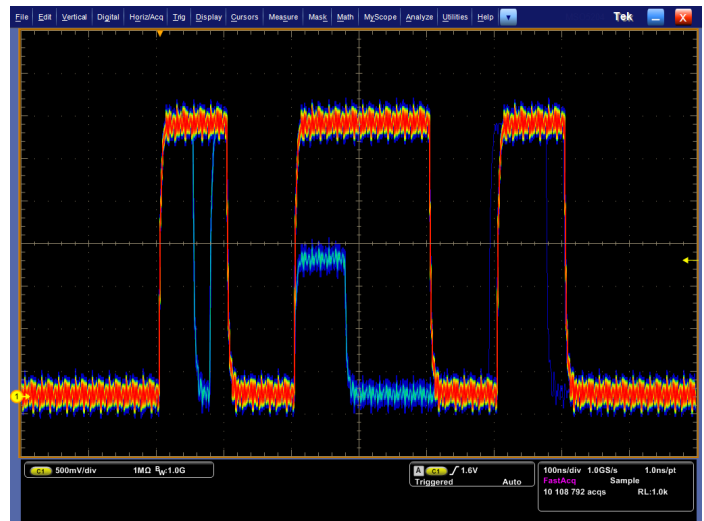 File Edit Vertical Digital Horiz/Acq Trig Display Cursors Measure Mask Math MyScope Analyze Utilities Help Tek X
1
C1 500mV/div 1MΩ BW:1.0G
A C1 1.6V
Triggered Auto
100ns/div 1.0GS/s 1.0ns/pt
EastAcq Sample
10 108 792 acqs RL:1.0k